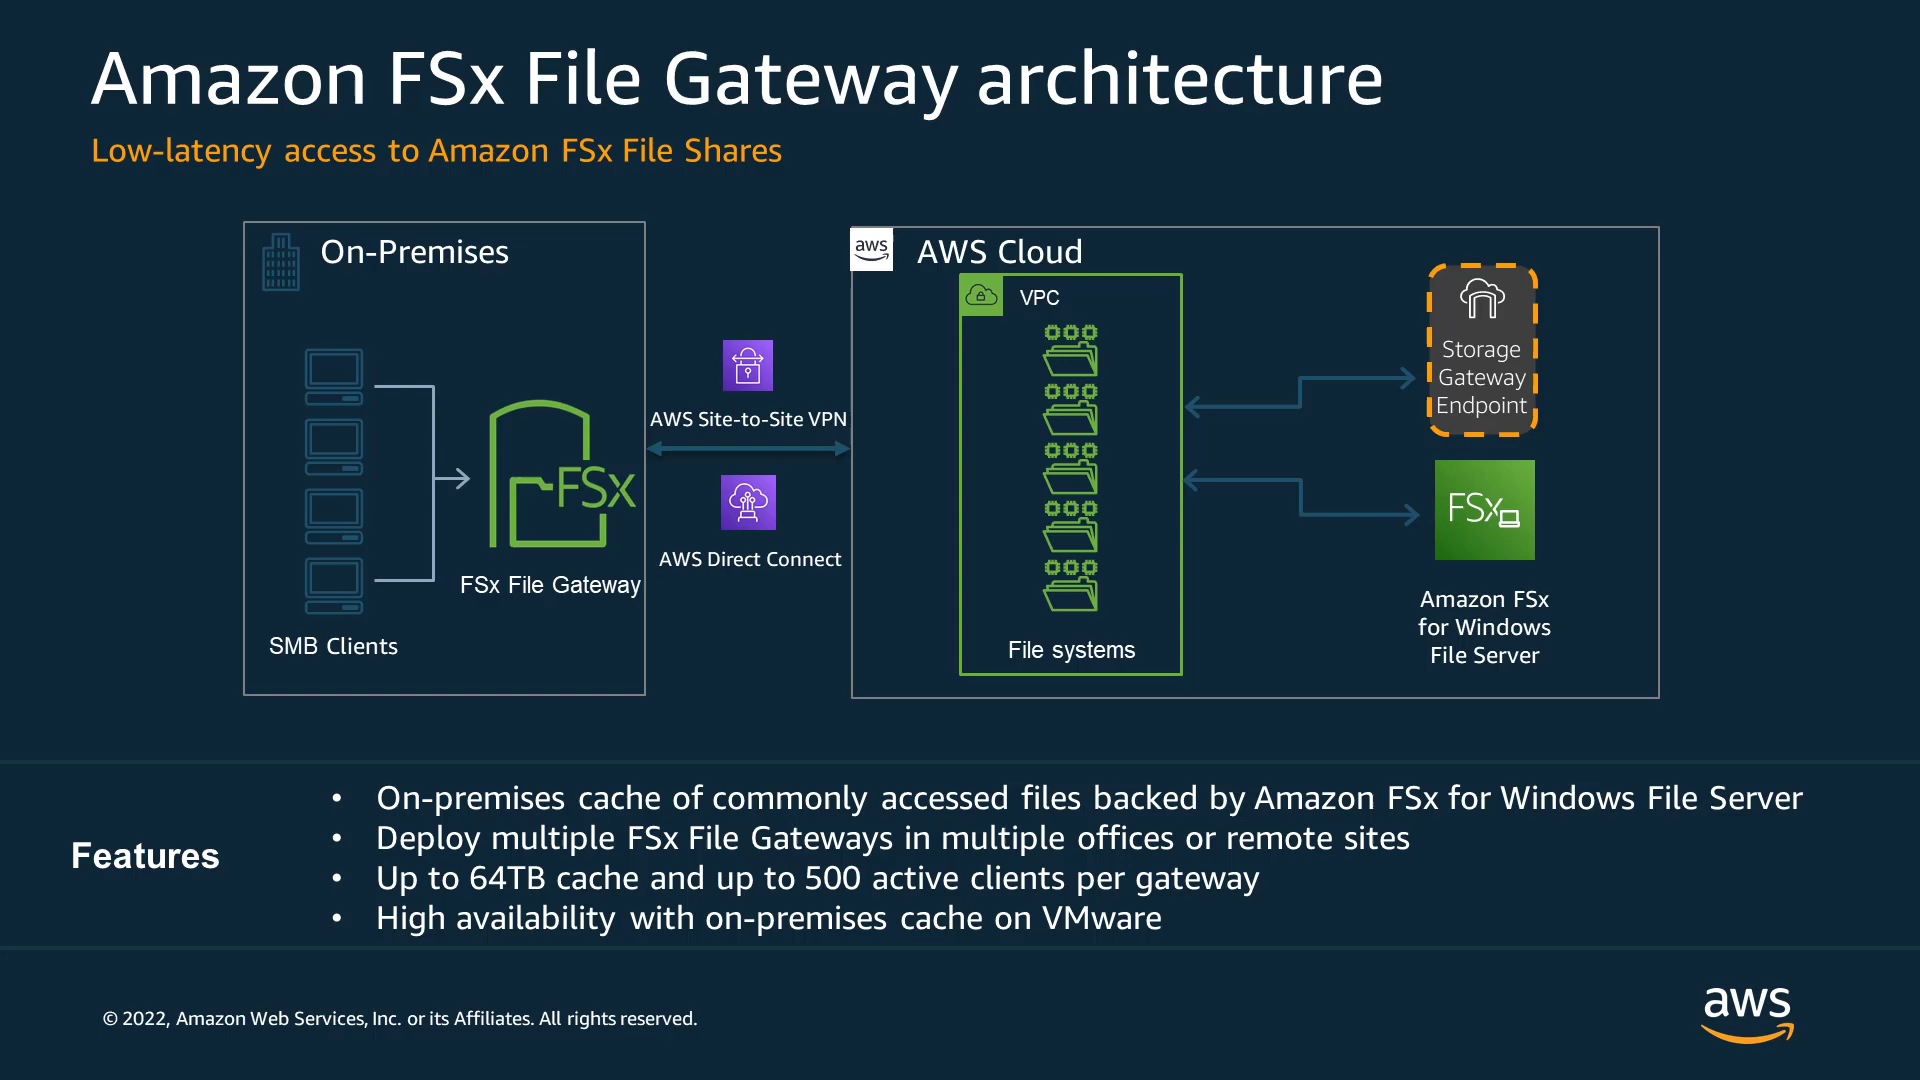 Amazon FSx File Gateway architecture
Low-latency access to Amazon FSx File Shares
On-Premises
SMB Clients
FSx
FSx File Gateway
AWS Site-to-Site VPN
AWS Direct Connect
aws
AWS Cloud
VPC
File systems
Storage
Gateway
Endpoint
FSx
Amazon FSx
for Windows
File Server
Features
• On-premises cache of commonly accessed files backed by Amazon FSx for Windows File Server
• Deploy multiple FSx File Gateways in multiple offices or remote sites
• Up to 64TB cache and up to 500 active clients per gateway
• High availability with on-premises cache on VMware
© 2022, Amazon Web Services, Inc. or its Affiliates. All rights reserved.
aws